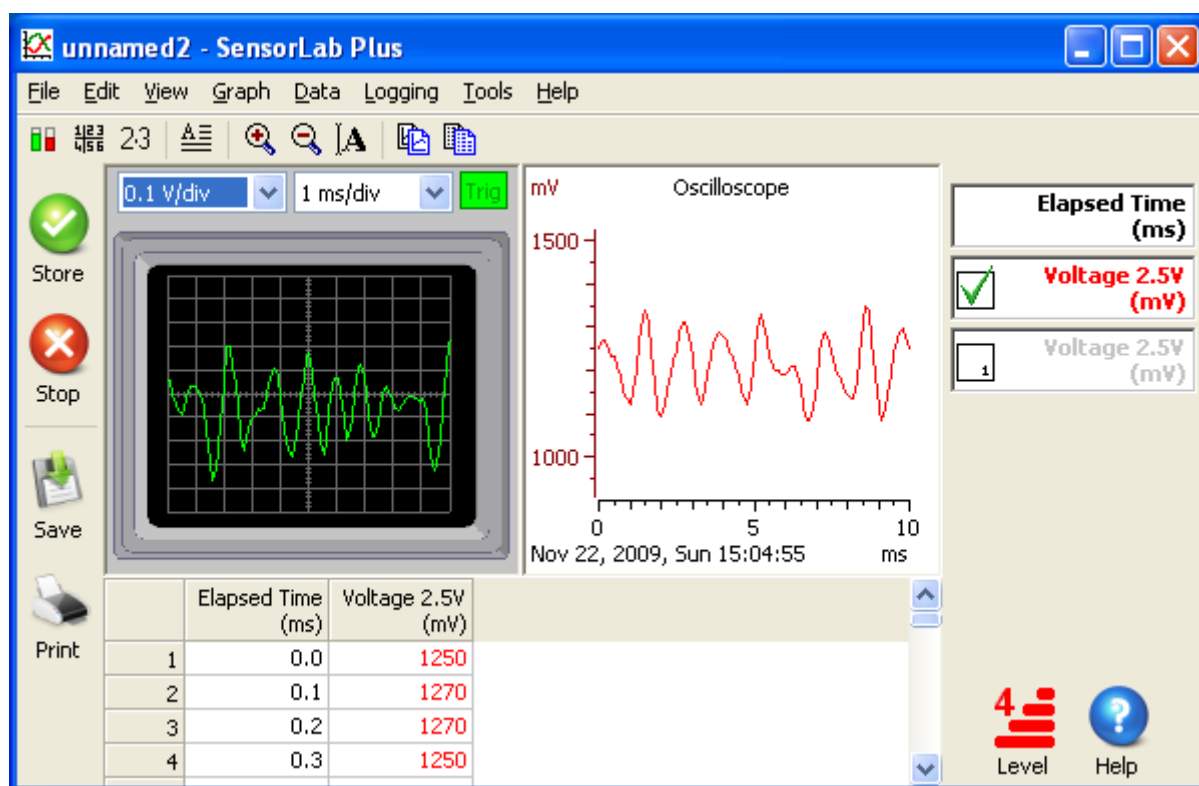 unnamed2 - SensorLab Plus
File Edit View Graph Data Logging Tools Help
123
456
2·3
A
A
0.1 V/div
1 ms/div
Trig
Store
Stop
Save
Print
mV
Oscilloscope
1500
1000
0
5
10
Nov 22, 2009, Sun 15:04:55
ms
Elapsed Time
(ms)
Voltage 2.5V
(mV)
Voltage 2.5V
1
(mV)
Elapsed Time Voltage 2.5V
(ms) (mV)
1 0.0 1250
2 0.1 1270
3 0.2 1270
4 0.3 1250
4
Level
?
Help